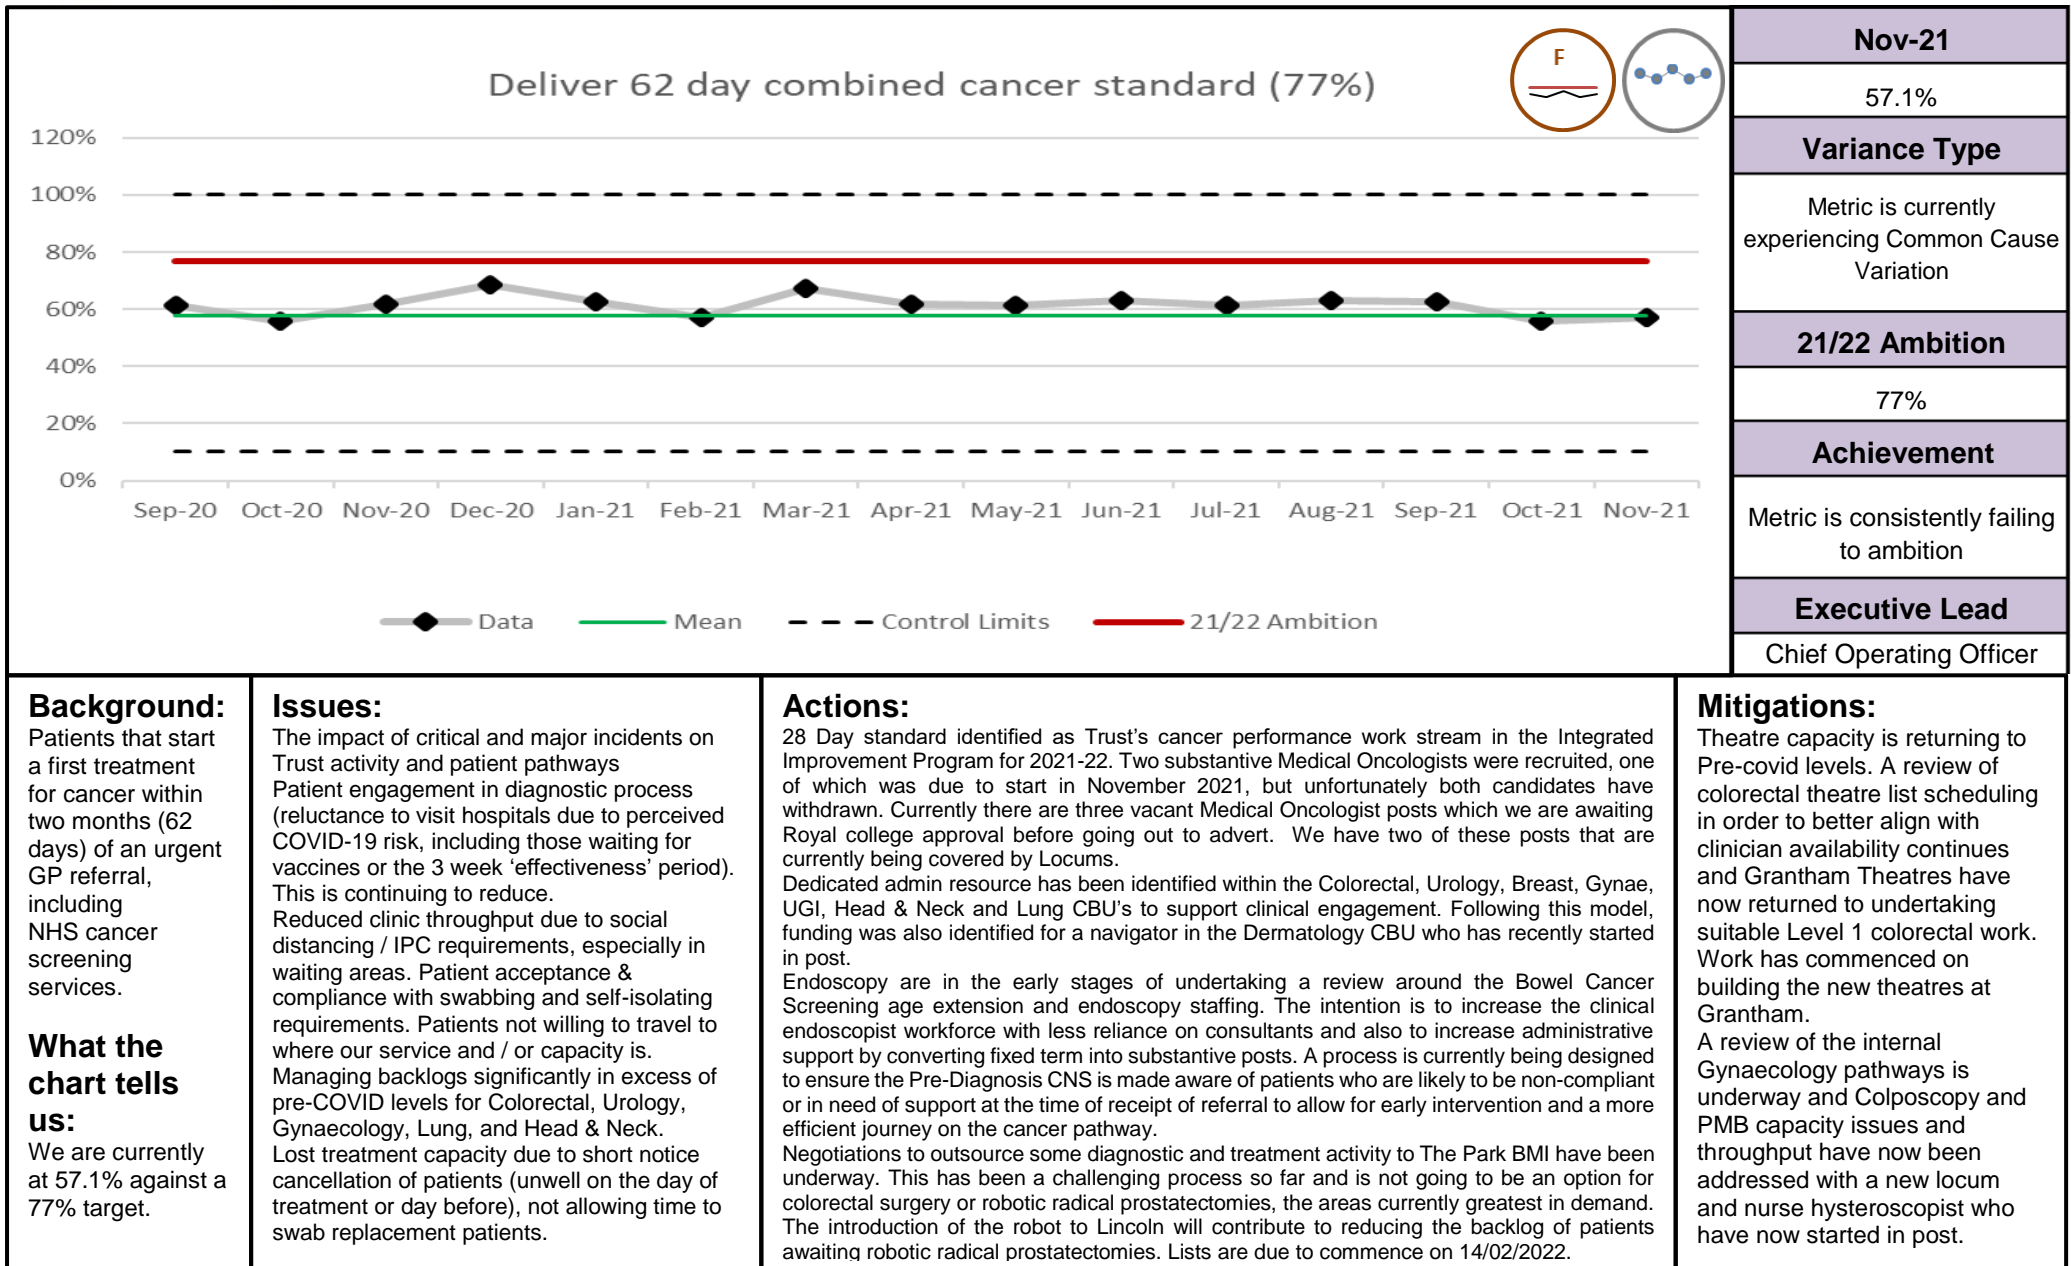 Deliver 62 day combined cancer standard (77%)
F
120%
100%
80%
60%
40%
20%
0%
Sep-20 Oct-20 Nov-20 Dec-20 Jan-21 Feb-21 Mar-21 Apr-21 May-21 Jun-21 Jul-21 Aug-21 Sep-21 Oct-21 Nov-21
Data Mean Control Limits 21/22 Ambition
Nov-21
57.1%
Variance Type
Metric is currently
experiencing Common Cause
Variation
21/22 Ambition
77%
Achievement
Metric is consistently failing
to ambition
Executive Lead
Chief Operating Officer
Background:
Patients that start
a first treatment
for cancer within
two months (62
days) of an urgent
GP referral,
including
NHS cancer
screening
services.
What the
chart tells
us:
We are currently
at 57.1% against a
77% target.
Issues:
The impact of critical and major incidents on
Trust activity and patient pathways
Patient engagement in diagnostic process
(reluctance to visit hospitals due to perceived
COVID-19 risk, including those waiting for
vaccines or the 3 week ‘effectiveness’ period).
This is continuing to reduce.
Reduced clinic throughput due to social
distancing / IPC requirements, especially in
waiting areas. Patient acceptance &
compliance with swabbing and self-isolating
requirements. Patients not willing to travel to
where our service and / or capacity is.
Managing backlogs significantly in excess of
pre-COVID levels for Colorectal, Urology,
Gynaecology, Lung, and Head & Neck.
Lost treatment capacity due to short notice
cancellation of patients (unwell on the day of
treatment or day before), not allowing time to
swab replacement patients.
Actions:
28 Day standard identified as Trust’s cancer performance work stream in the Integrated
Improvement Program for 2021-22. Two substantive Medical Oncologists were recruited, one
of which was due to start in November 2021, but unfortunately both candidates have
withdrawn. Currently there are three vacant Medical Oncologist posts which we are awaiting
Royal college approval before going out to advert. We have two of these posts that are
currently being covered by Locums.
Dedicated admin resource has been identified within the Colorectal, Urology, Breast, Gynae,
UGI, Head & Neck and Lung CBU’s to support clinical engagement. Following this model,
funding was also identified for a navigator in the Dermatology CBU who has recently started
in post.
Endoscopy are in the early stages of undertaking a review around the Bowel Cancer
Screening age extension and endoscopy staffing. The intention is to increase the clinical
endoscopist workforce with less reliance on consultants and also to increase administrative
support by converting fixed term into substantive posts. A process is currently being designed
to ensure the Pre-Diagnosis CNS is made aware of patients who are likely to be non-compliant
or in need of support at the time of receipt of referral to allow for early intervention and a more
efficient journey on the cancer pathway.
Negotiations to outsource some diagnostic and treatment activity to The Park BMI have been
underway. This has been a challenging process so far and is not going to be an option for
colorectal surgery or robotic radical prostatectomies, the areas currently greatest in demand.
The introduction of the robot to Lincoln will contribute to reducing the backlog of patients
awaiting robotic radical prostatectomies. Lists are due to commence on 14/02/2022.
Mitigations:
Theatre capacity is returning to
Pre-covid levels. A review of
colorectal theatre list scheduling
in order to better align with
clinician availability continues
and Grantham Theatres have
now returned to undertaking
suitable Level 1 colorectal work.
Work has commenced on
building the new theatres at
Grantham.
A review of the internal
Gynaecology pathways is
underway and Colposcopy and
PMB capacity issues and
throughput have now been
addressed with a new locum
and nurse hysteroscopist who
have now started in post.